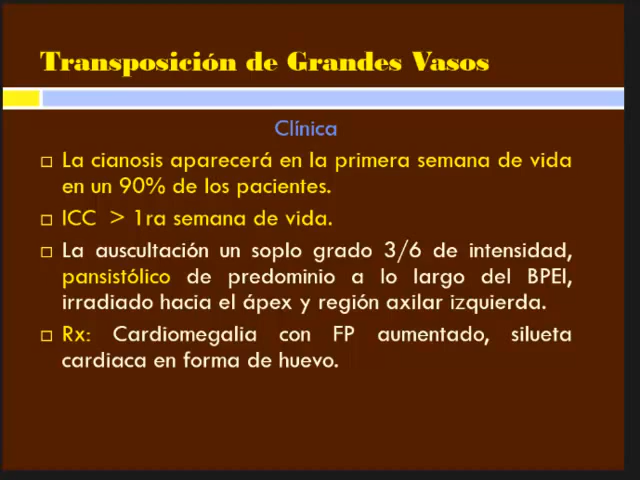 Transposición de Grandes Vasos
Clínica
La cianosis aparecerá en la primera semana de vida
en un 90% de los pacientes.
ICC > 1ra semana de vida.
La auscultación un soplo grado 3/6 de intensidad,
pansistólico de predominio a lo largo del BPEI,
irradiado hacia el ápex y región axilar izquierda.
Rx: Cardiomegalia con FP aumentado, silueta
cardiaca en forma de huevo.